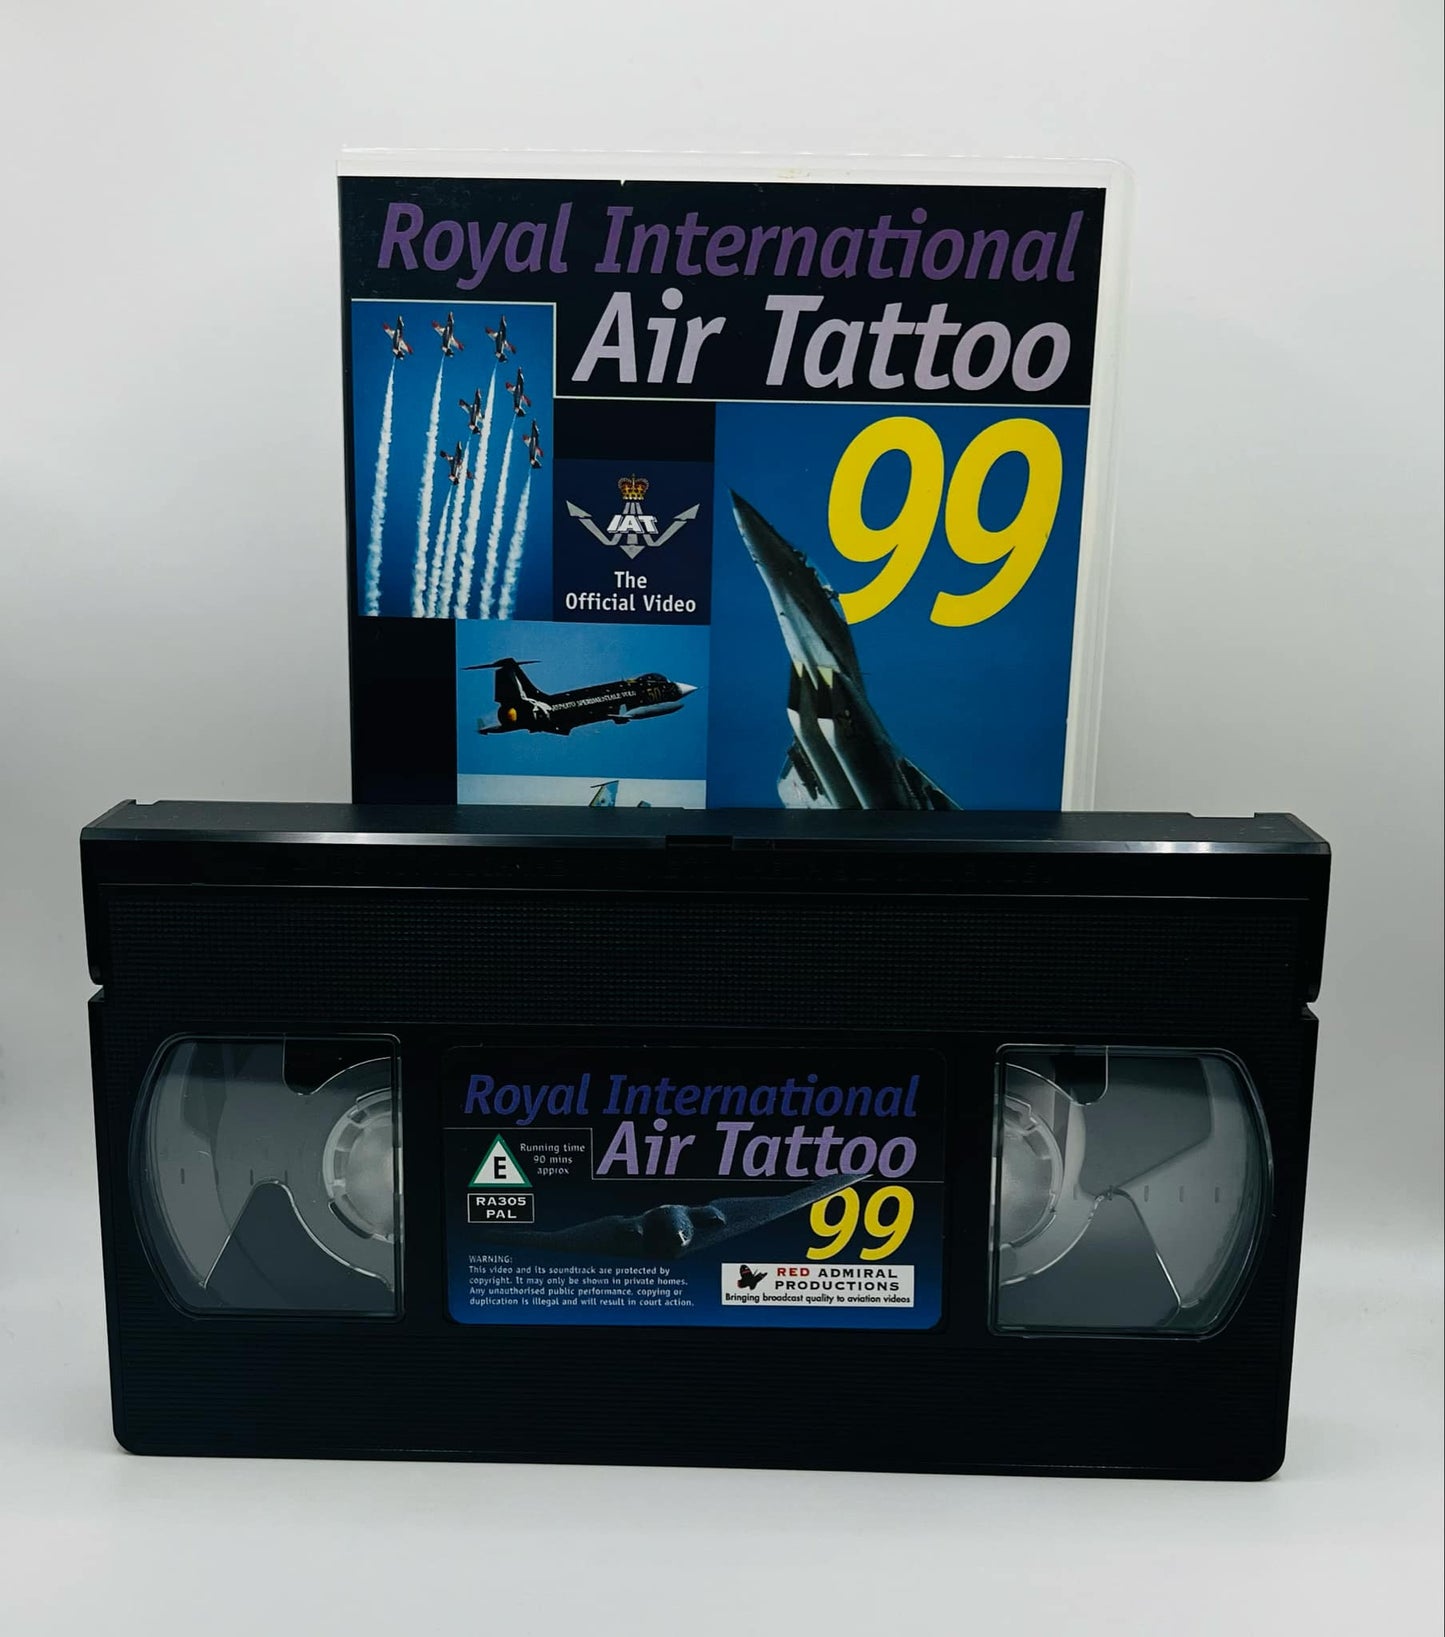 Royal International
Air Tattoo
99
IAT
The
Official Video
REPARTO SPERIMENTALE VOLO
Royal International
Air Tattoo
99
E
Running time
90 mins
approx
RA305
PAL
WARNING:
This video and its soundtrack are protected by
copyright. It may only be shown in private homes.
Any unauthorised public performance, copying or
duplication is illegal and will result in court action.
RED ADMIRAL
PRODUCTIONS
Bringing broadcast quality to aviation videos